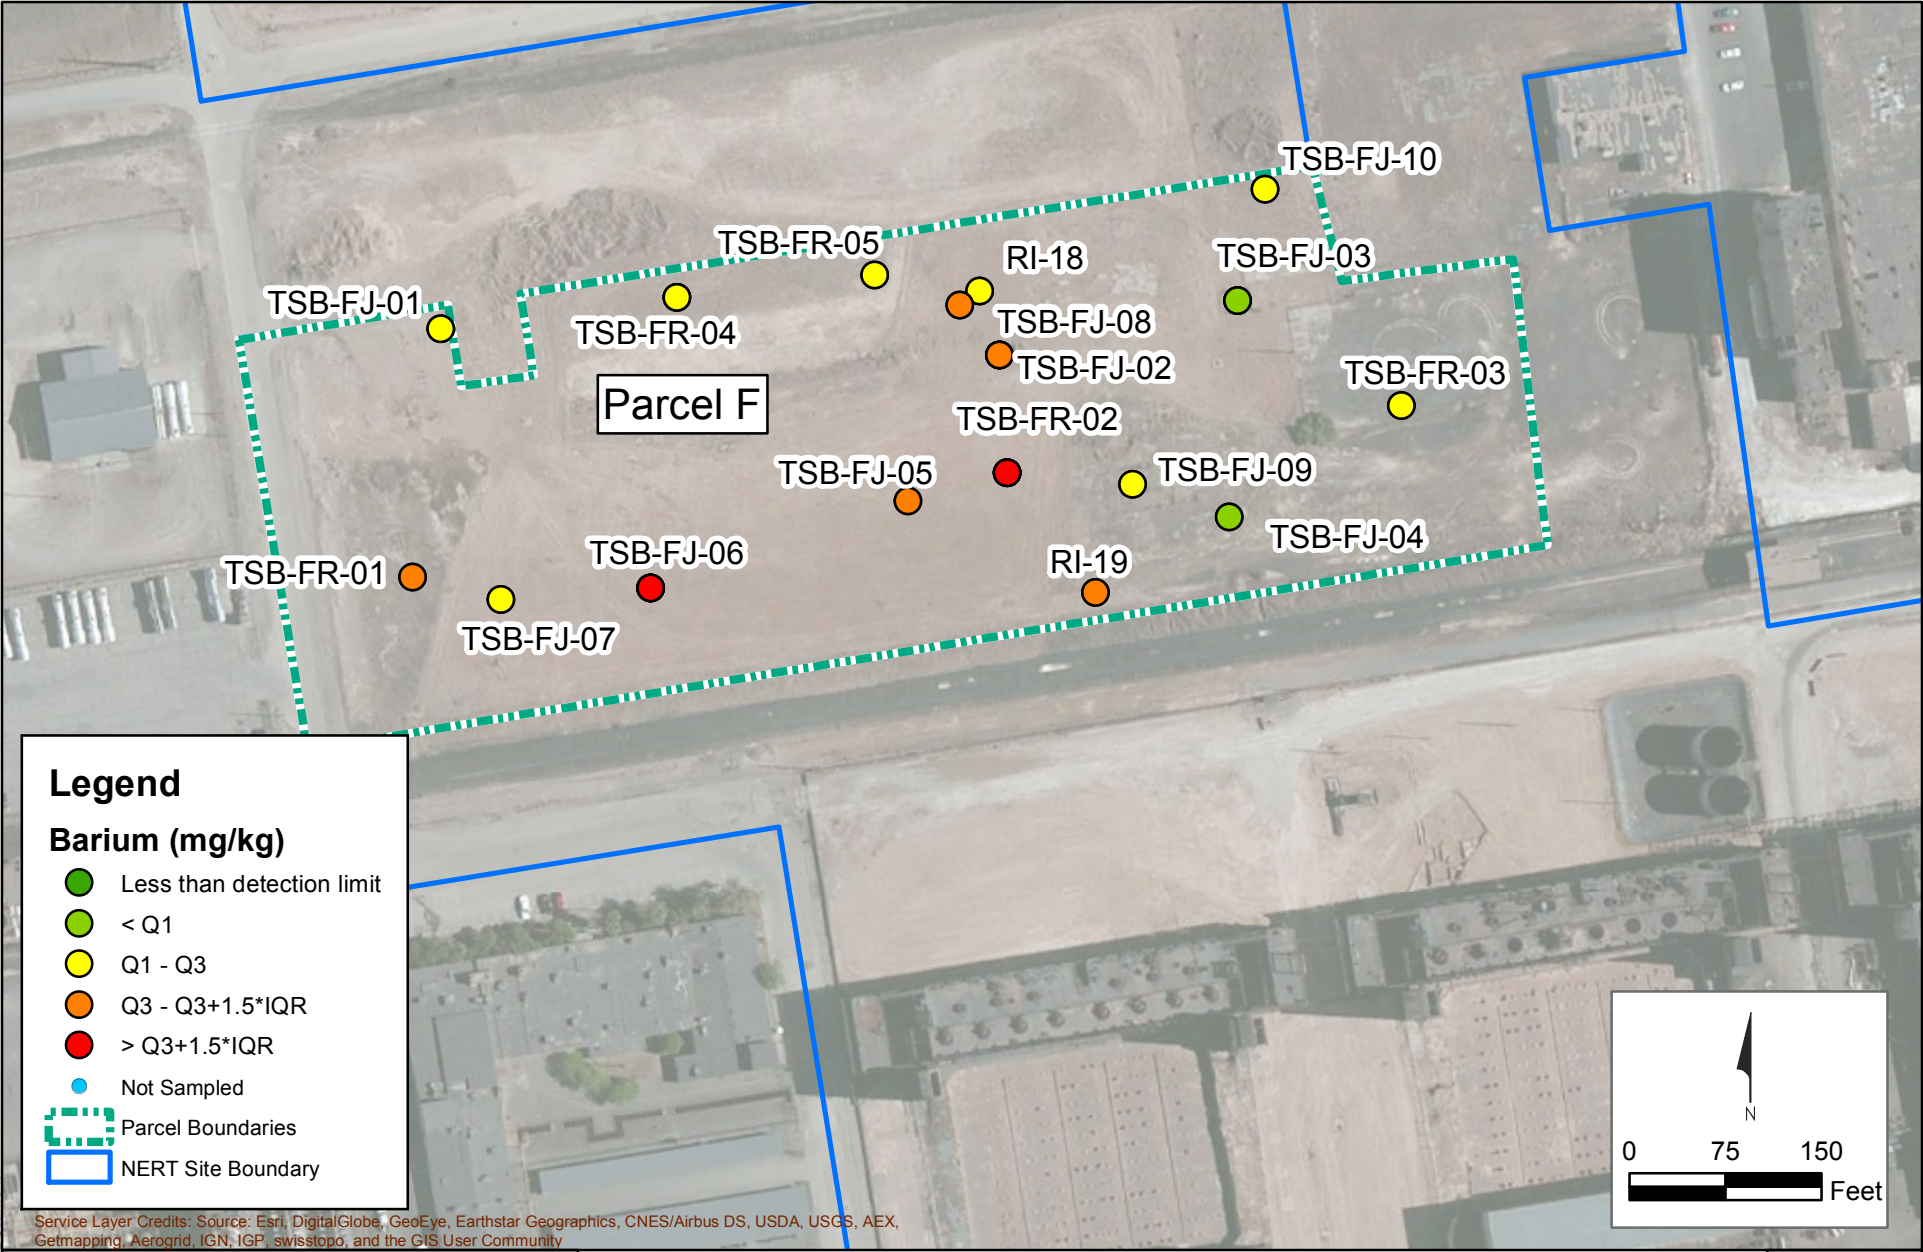 TSB-FJ-10
TSB-FR-05
RI-18
TSB-FJ-03
TSB-FJ-01
TSB-FR-04
TSB-FJ-08
TSB-FJ-02
TSB-FR-03
Parcel F
TSB-FR-02
TSB-FJ-05
TSB-FJ-09
TSB-FJ-04
TSB-FJ-06
RI-19
TSB-FR-01
TSB-FJ-07
Legend
Barium (mg/kg)
Less than detection limit
< Q1
Q1 - Q3
Q3 - Q3+1.5*IQR
> Q3+1.5*IQR
Not Sampled
Parcel Boundaries
NERT Site Boundary
N
0 75 150
Feet
Service Layer Credits: Source: Esri, DigitalGlobe, GeoEye, Earthstar Geographics, CNES/Airbus DS, USDA, USGS, AEX,
Getmapping, Aerogrid, IGN, IGP, swisstopo, and the GIS User Community